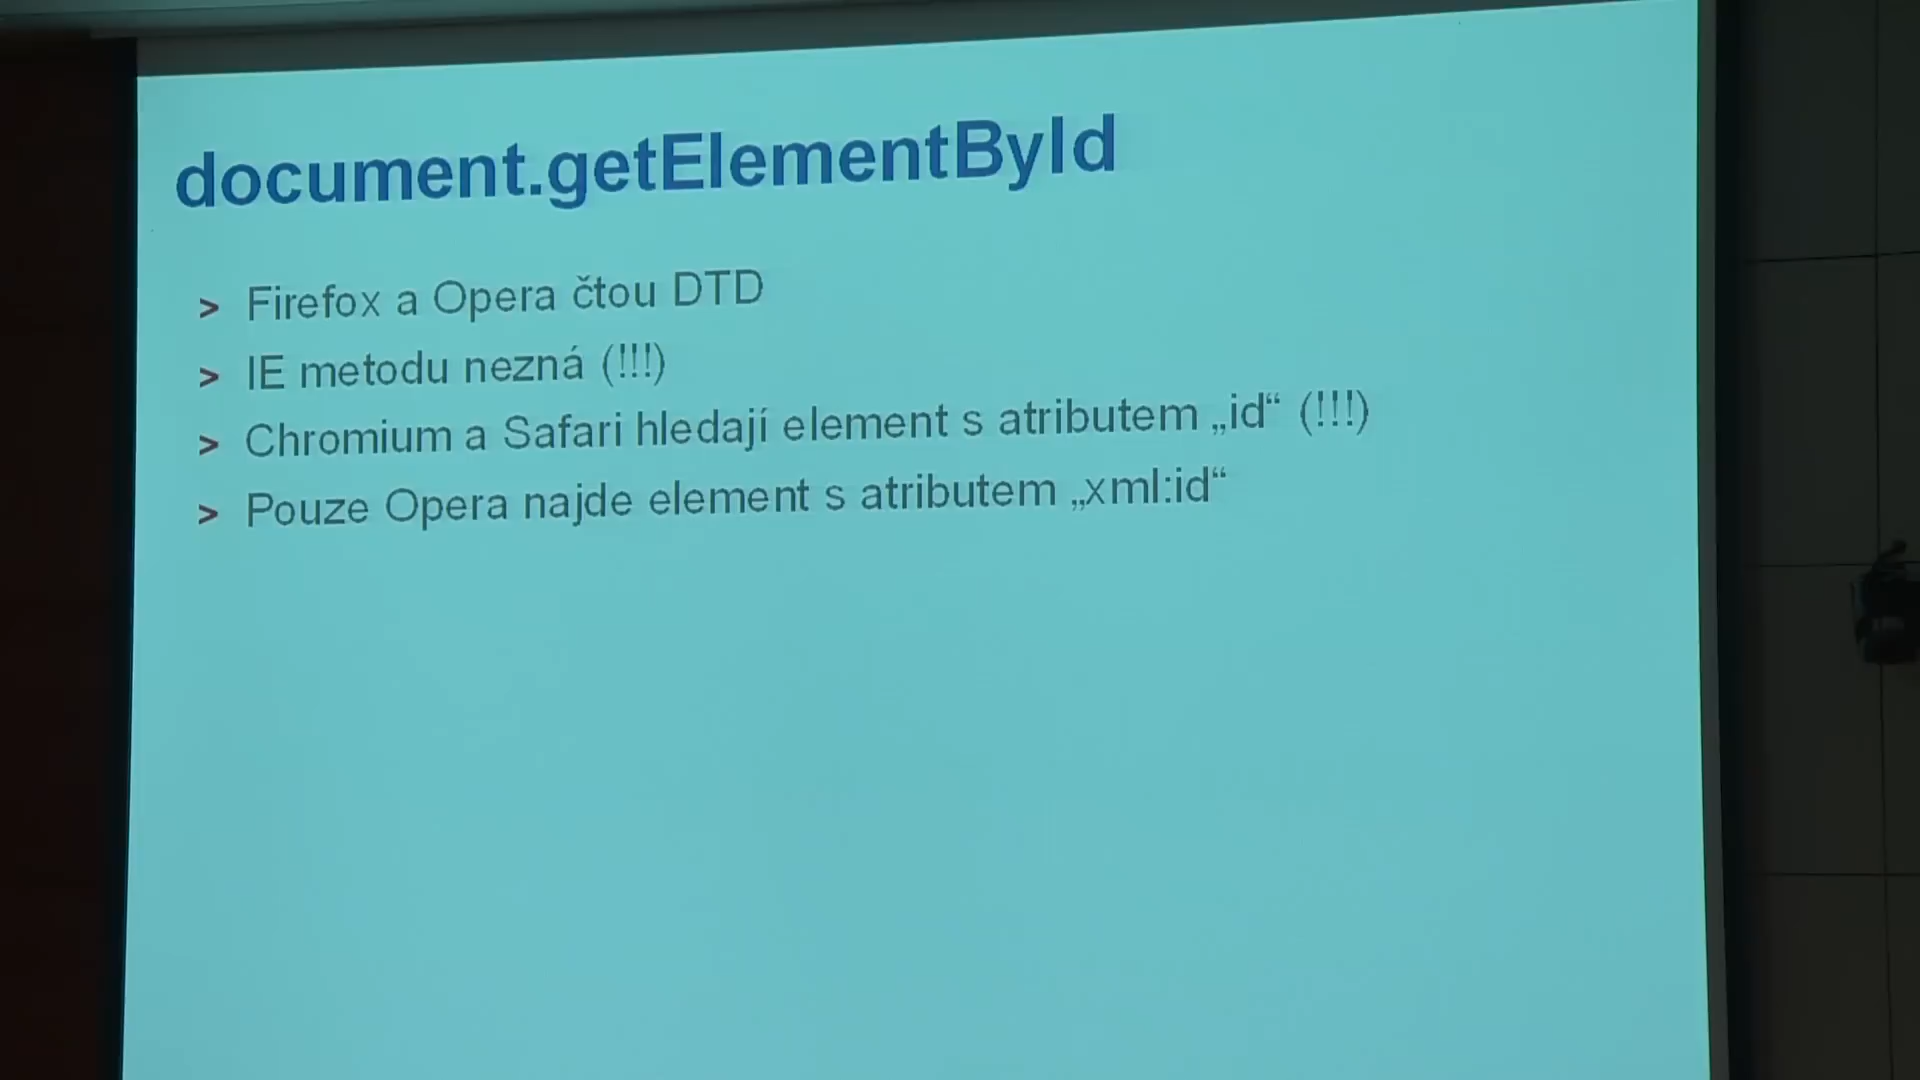 document.getElementById
> Firefox a Opera čtou DTD
> IE metodu nezná (!!!)
> Chromium a Safari hledají element s atributem „id“ (!!!)
> Pouze Opera najde element s atributem „xml:id“